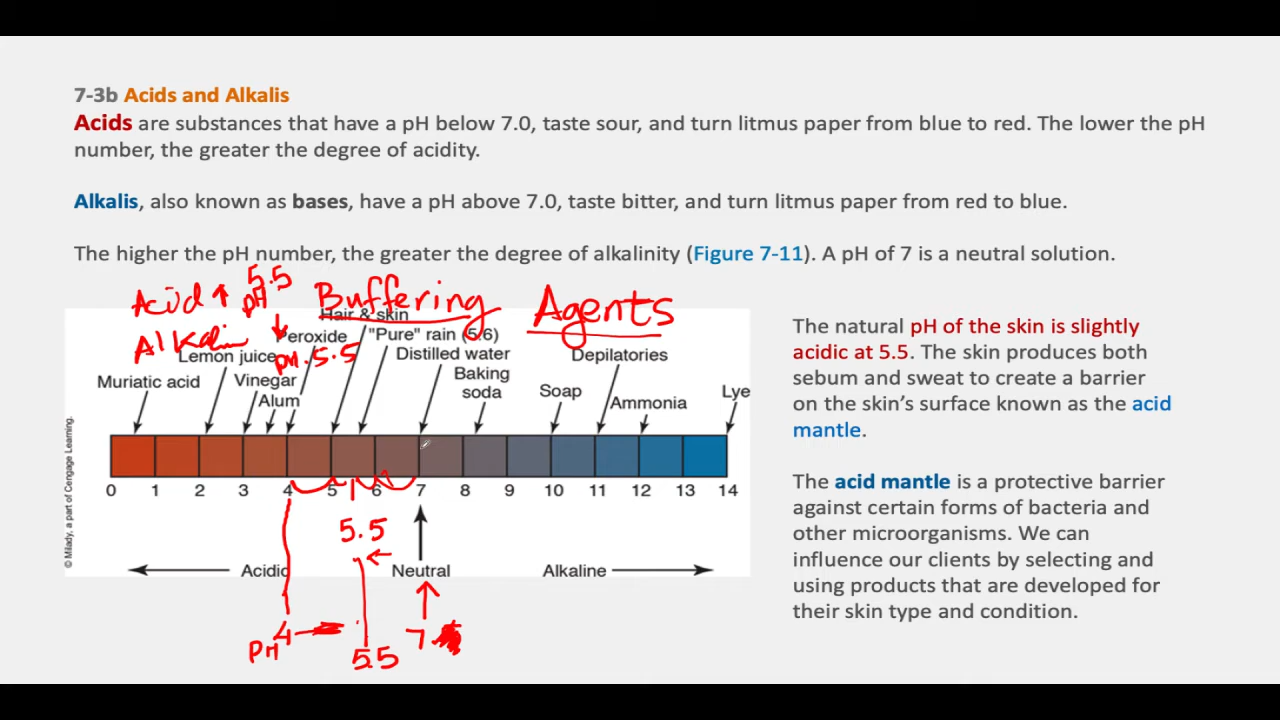 7-3b Acids and Alkalis
Acids are substances that have a pH below 7.0, taste sour, and turn litmus paper from blue to red. The lower the pH
number, the greater the degree of acidity.
Alkalis, also known as bases, have a pH above 7.0, taste bitter, and turn litmus paper from red to blue.
The higher the pH number, the greater the degree of alkalinity (Figure 7-11). A pH of 7 is a neutral solution.
5.5
Acid ↑ pH
Buffering Agents
Alkalin ↓ pH. 5.5
Hair & skin
Peroxide
"Pure" rain (5.6)
Lemon juice
Distilled water
Depilatories
Muriatic acid
Vinegar
Baking
soda
Alum
Soap
Ammonia
Lye
0 1 2 3 4 5 6 7 8 9 10 11 12 13 14
5.5
Acidic
Neutral
Alkaline
pH 4
5.5
7
© Milady, a part of Cengage Learning.
The natural pH of the skin is slightly
acidic at 5.5. The skin produces both
sebum and sweat to create a barrier
on the skin's surface known as the acid
mantle.
The acid mantle is a protective barrier
against certain forms of bacteria and
other microorganisms. We can
influence our clients by selecting and
using products that are developed for
their skin type and condition.